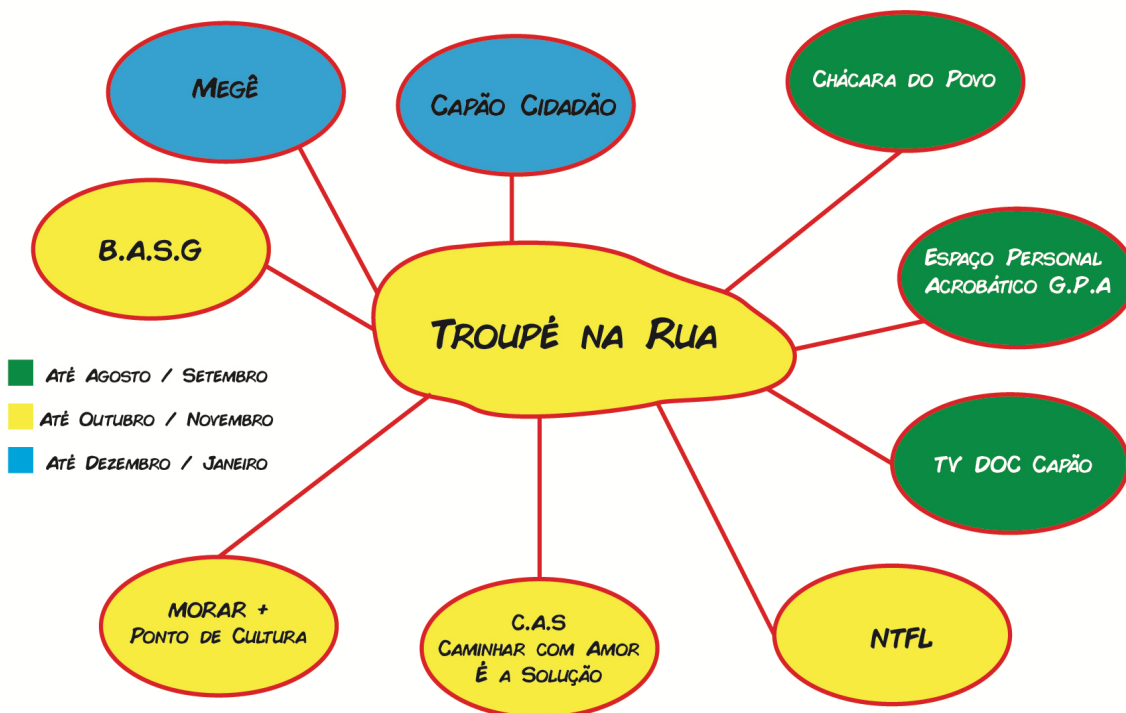 Megê
Capão Cidadão
Chácara do Povo
B.A.S.G
Espaço Personal
Acrobático G.P.A
Troupé na Rua
Até Agosto / Setembro
Até Outubro / Novembro
Até Dezembro / Janeiro
TV DOC Capão
MORAR +
Ponto de Cultura
C.A.S
Caminhar com Amor
É a Solução
NTFL